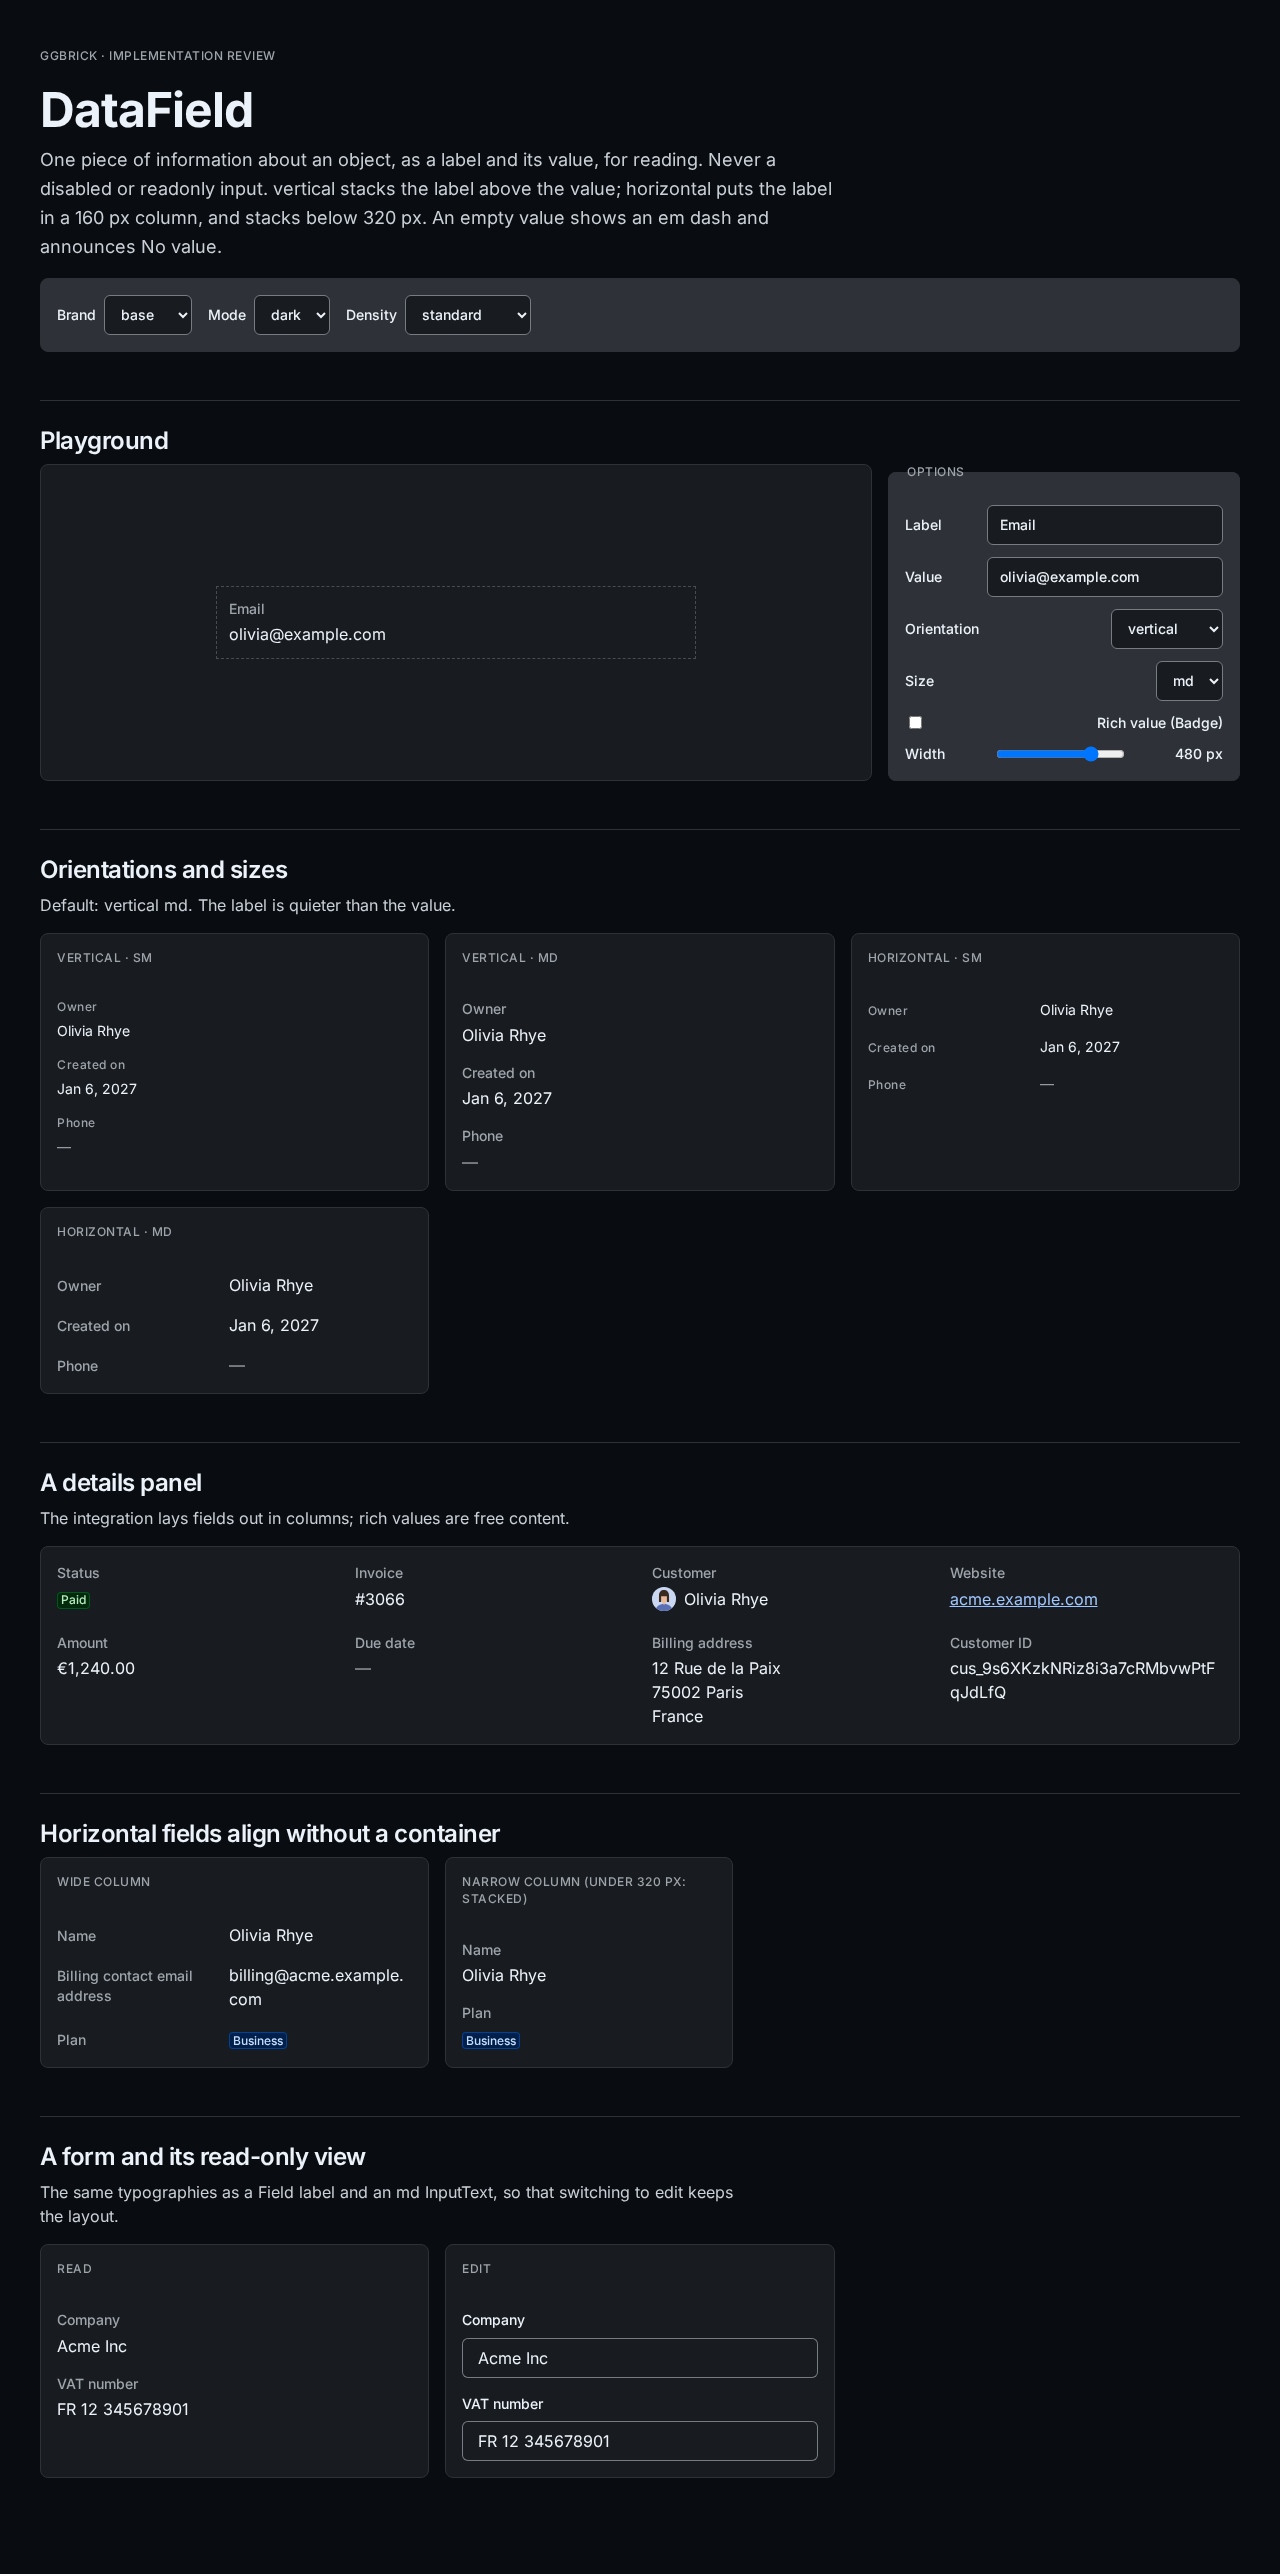 GGBRICK · IMPLEMENTATION REVIEW
DataField
One piece of information about an object, as a label and its value, for reading. Never a
disabled or readonly input. vertical stacks the label above the value; horizontal puts the label
in a 160 px column, and stacks below 320 px. An empty value shows an em dash and
announces No value.
Brand base Mode dark Density standard
Playground
Email
olivia@example.com
OPTIONS
Label Email
Value olivia@example.com
Orientation vertical
Size md
Rich value (Badge)
Width 480 px
Orientations and sizes
Default: vertical md. The label is quieter than the value.
VERTICAL · SM
Owner
Olivia Rhye
Created on
Jan 6, 2027
Phone
—
VERTICAL · MD
Owner
Olivia Rhye
Created on
Jan 6, 2027
Phone
—
HORIZONTAL · SM
Owner Olivia Rhye
Created on Jan 6, 2027
Phone —
HORIZONTAL · MD
Owner Olivia Rhye
Created on Jan 6, 2027
Phone —
A details panel
The integration lays fields out in columns; rich values are free content.
Status
Paid
Invoice
#3066
Customer
Olivia Rhye
Website
acme.example.com
Amount
€1,240.00
Due date
—
Billing address
12 Rue de la Paix
75002 Paris
France
Customer ID
cus_9s6XKzkNRiz8i3a7cRMbvwPtF
qJdLfQ
Horizontal fields align without a container
WIDE COLUMN
Name Olivia Rhye
Billing contact email billing@acme.example.
address com
Plan Business
NARROW COLUMN (UNDER 320 PX:
STACKED)
Name
Olivia Rhye
Plan
Business
A form and its read-only view
The same typographies as a Field label and an md InputText, so that switching to edit keeps
the layout.
READ
Company
Acme Inc
VAT number
FR 12 345678901
EDIT
Company
Acme Inc
VAT number
FR 12 345678901